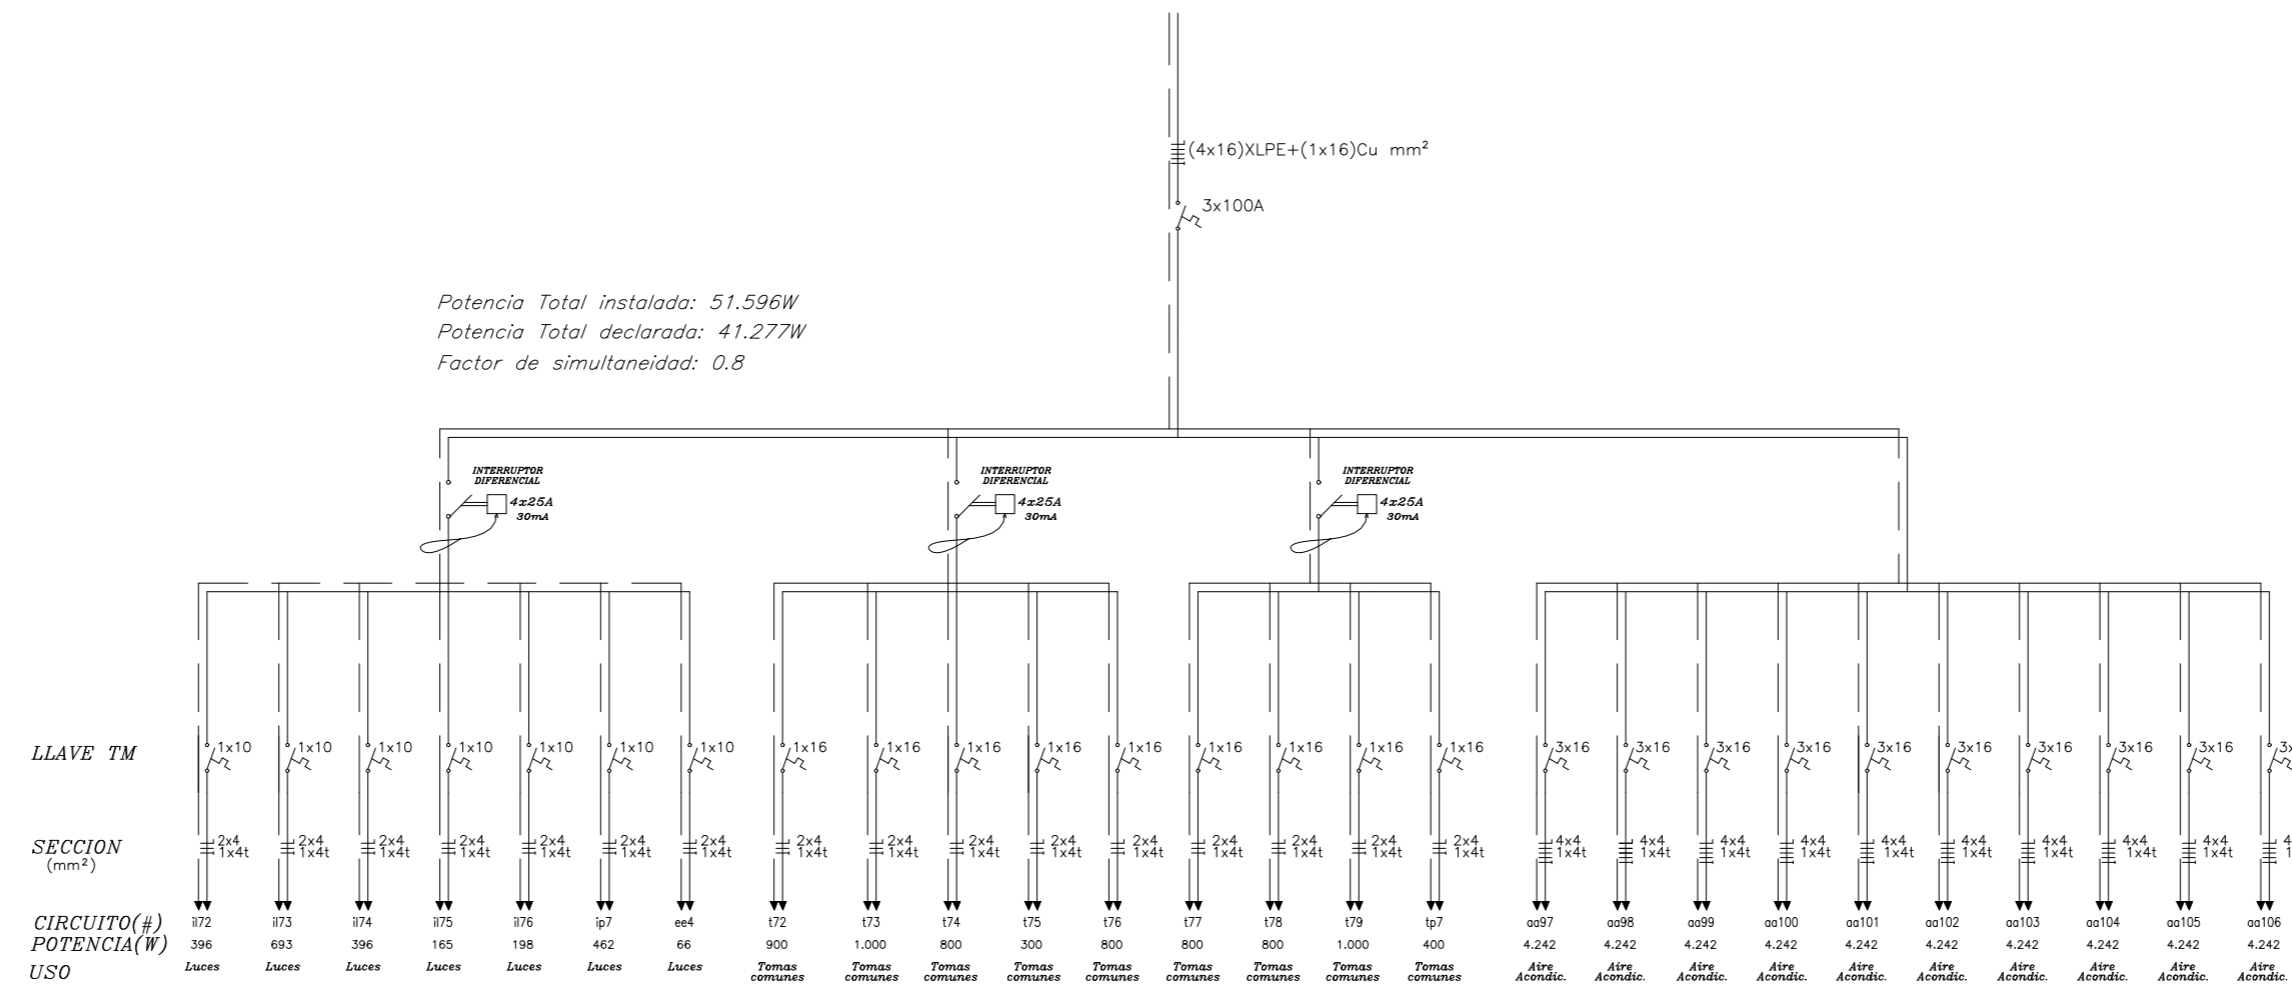 (4x16)XLPE+(1x16)Cu mm²
3x100A
Potencia Total instalada: 51.596W
Potencia Total declarada: 41.277W
Factor de simultaneidad: 0.8
INTERRUPTOR DIFERENCIAL 4x25A 30mA
INTERRUPTOR DIFERENCIAL 4x25A 30mA
INTERRUPTOR DIFERENCIAL 4x25A 30mA
LLAVE TM 1x10 1x10 1x10 1x10 1x10 1x10 1x10 1x16 1x16 1x16 1x16 1x16 1x16 1x16 1x16 1x16 3x16 3x16 3x16 3x16 3x16 3x16 3x16 3x16 3x16
SECCION 2x4 2x4 2x4 2x4 2x4 2x4 2x4 2x4 2x4 2x4 2x4 2x4 2x4 2x4 2x4 2x4 4x4 4x4 4x4 4x4 4x4 4x4 4x4 4x4 4x4
(mm²) 1x4t 1x4t 1x4t 1x4t 1x4t 1x4t 1x4t 1x4t 1x4t 1x4t 1x4t 1x4t 1x4t 1x4t 1x4t 1x4t 1x4t 1x4t 1x4t 1x4t 1x4t 1x4t 1x4t 1x4t 1x4t
CIRCUITO(#) il72 il73 il74 il75 il76 ip7 ee4 t72 t73 t74 t75 t76 t77 t78 t79 tp7 aa97 aa98 aa99 aa100 aa101 aa102 aa103 aa104 aa105 aa106
POTENCIA(W) 396 693 396 165 198 462 66 900 1.000 800 300 800 800 800 1.000 400 4.242 4.242 4.242 4.242 4.242 4.242 4.242 4.242 4.242 4.242
USO Luces Luces Luces Luces Luces Luces Luces Tomas Tomas Tomas Tomas Tomas Tomas Tomas Tomas Tomas Aire Aire Aire Aire Aire Aire Aire Aire Aire Aire
comunes comunes comunes comunes comunes comunes comunes comunes comunes Acondic. Acondic. Acondic. Acondic. Acondic. Acondic. Acondic. Acondic. Acondic. Acondic.